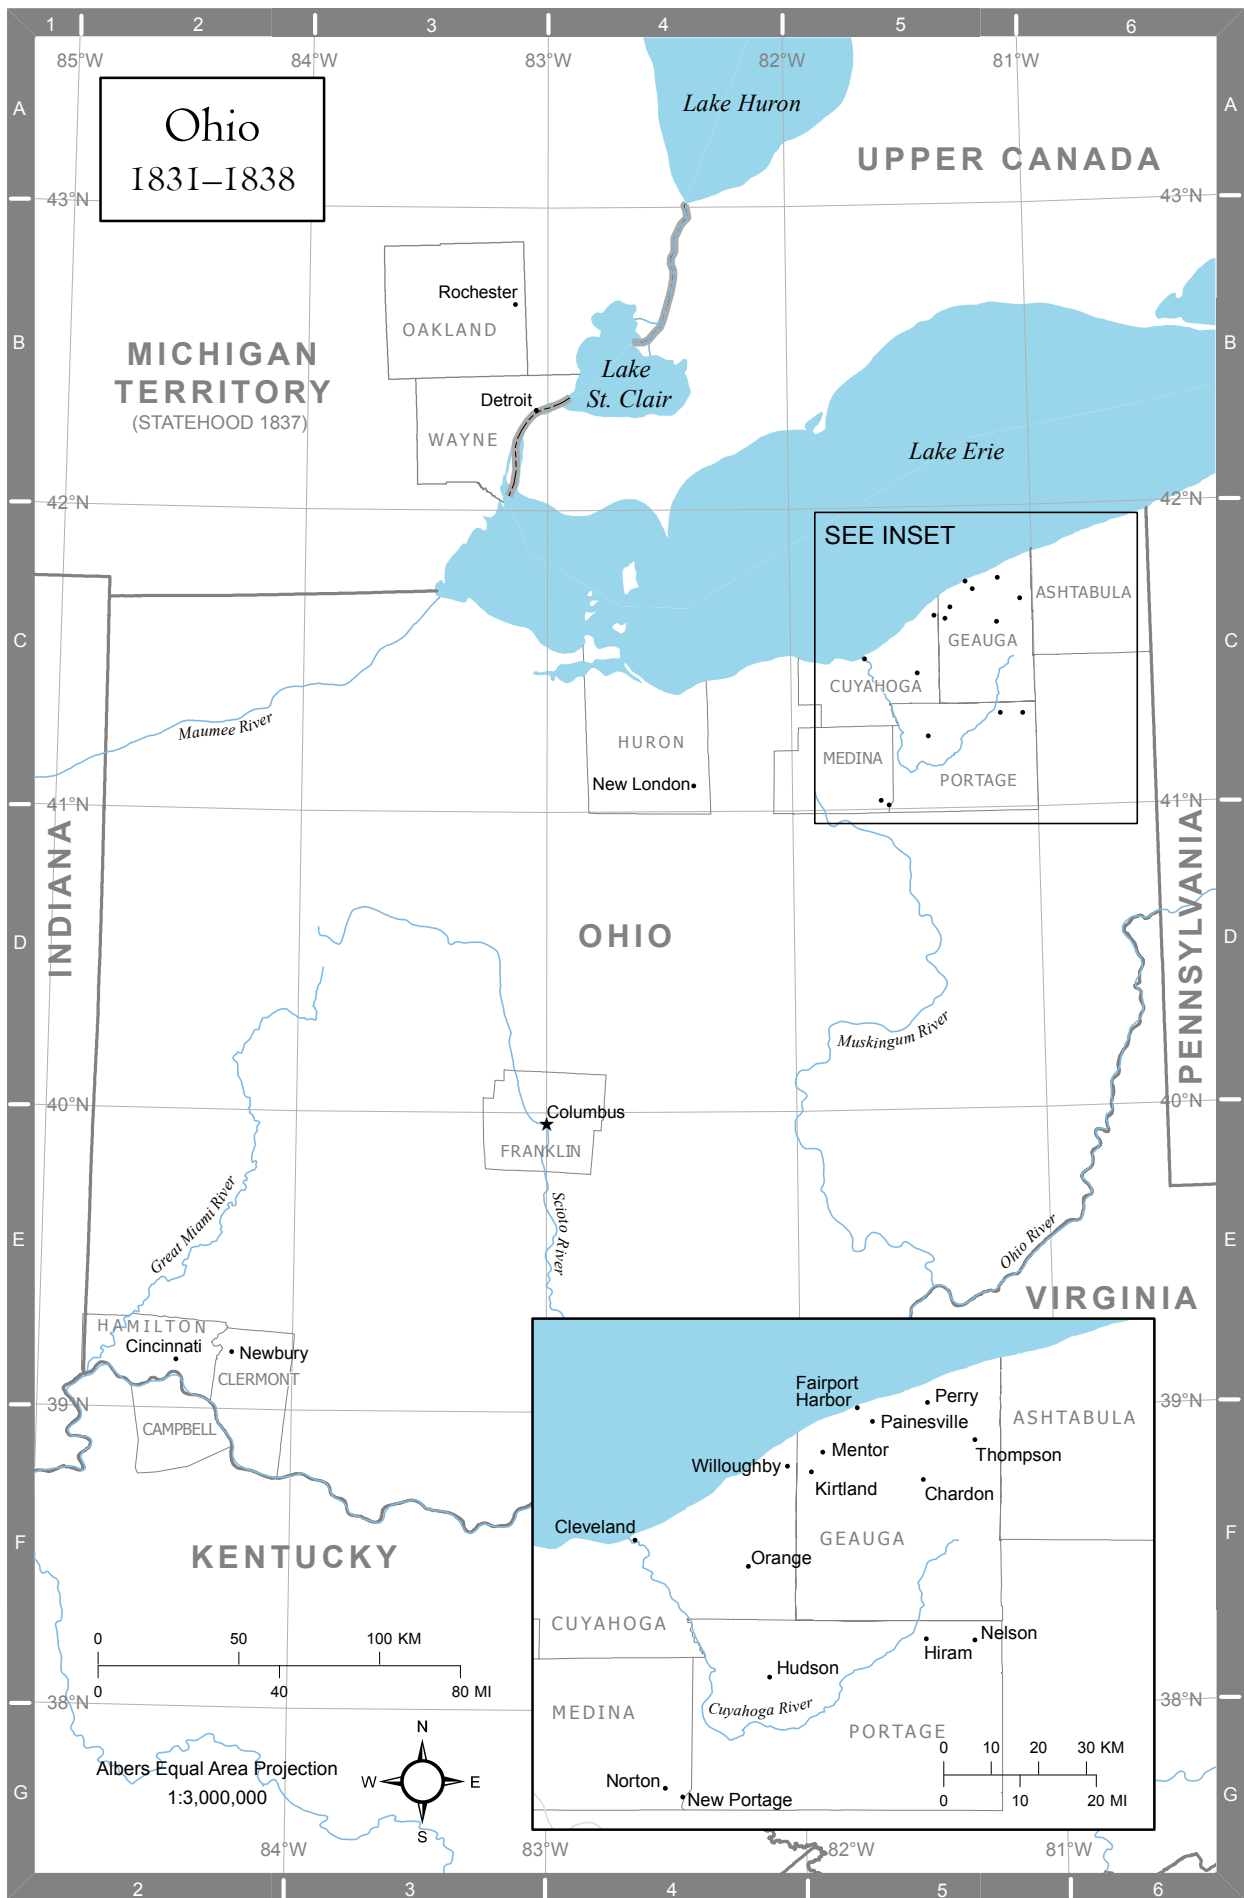 1
2
3
4
5
6
85°W
84°W
83°W
82°W
81°W
A
A
Ohio
1831–1838
Lake Huron
UPPER CANADA
43°N
43°N
Rochester
OAKLAND
B
B
MICHIGAN
TERRITORY
(STATEHOOD 1837)
Lake
St. Clair
Detroit
WAYNE
Lake Erie
42°N
42°N
SEE INSET
ASHTABULA
GEAUGA
C
C
CUYAHOGA
Maumee River
HURON
New London
MEDINA
PORTAGE
41°N
41°N
INDIANA
PENNSYLVANIA
OHIO
D
D
Muskingum River
40°N
40°N
Columbus
FRANKLIN
Great Miami River
Scioto River
Ohio River
E
E
VIRGINIA
HAMILTON
Cincinnati
Newbury
CLERMONT
39°N
39°N
CAMPBELL
KENTUCKY
F
F
Fairport
Harbor
Perry
Painesville
ASHTABULA
Mentor
Thompson
Willoughby
Kirtland
Chardon
Cleveland
GEAUGA
Orange
CUYAHOGA
Nelson
Hiram
Hudson
Cuyahoga River
MEDINA
PORTAGE
Norton
New Portage
0 10 20 30 KM
0 10 20 MI
0 50 100 KM
0 40 80 MI
38°N
38°N
Albers Equal Area Projection
1:3,000,000
N
W
E
S
G
G
84°W
83°W
82°W
81°W
2
3
4
5
6